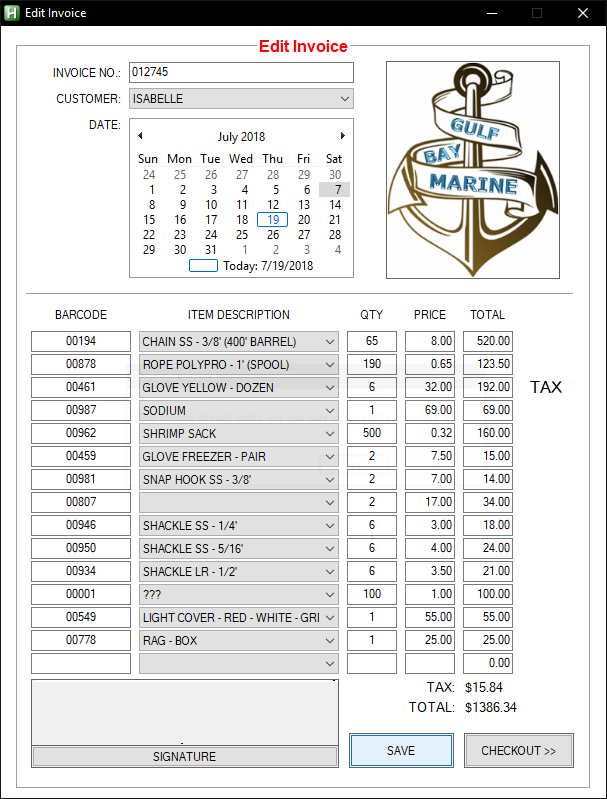 Edit Invoice
Edit Invoice
INVOICE NO.: 012745
CUSTOMER: ISABELLE
DATE:
July 2018
Sun Mon Tue Wed Thu Fri Sat
24 25 26 27 28 29 30
1 2 3 4 5 6 7
8 9 10 11 12 13 14
15 16 17 18 19 20 21
22 23 24 25 26 27 28
29 30 31 1 2 3 4
Today: 7/19/2018
GULF
BAY
MARINE
BARCODE ITEM DESCRIPTION QTY PRICE TOTAL
00194 CHAIN SS - 3/8' (400' BARREL) 65 8.00 520.00
00878 ROPE POLYPRO - 1' (SPOOL) 190 0.65 123.50
00461 GLOVE YELLOW - DOZEN 6 32.00 192.00 TAX
00987 SODIUM 1 69.00 69.00
00962 SHRIMP SACK 500 0.32 160.00
00459 GLOVE FREEZER - PAIR 2 7.50 15.00
00981 SNAP HOOK SS - 3/8' 2 7.00 14.00
00807 2 17.00 34.00
00946 SHACKLE SS - 1/4' 6 3.00 18.00
00950 SHACKLE SS - 5/16' 6 4.00 24.00
00934 SHACKLE LR - 1/2' 6 3.50 21.00
00001 ??? 100 1.00 100.00
00549 LIGHT COVER - RED - WHITE - GRI 1 55.00 55.00
00778 RAG - BOX 1 25.00 25.00
0.00
TAX: $15.84
TOTAL: $1386.34
SIGNATURE
SAVE
CHECKOUT >>